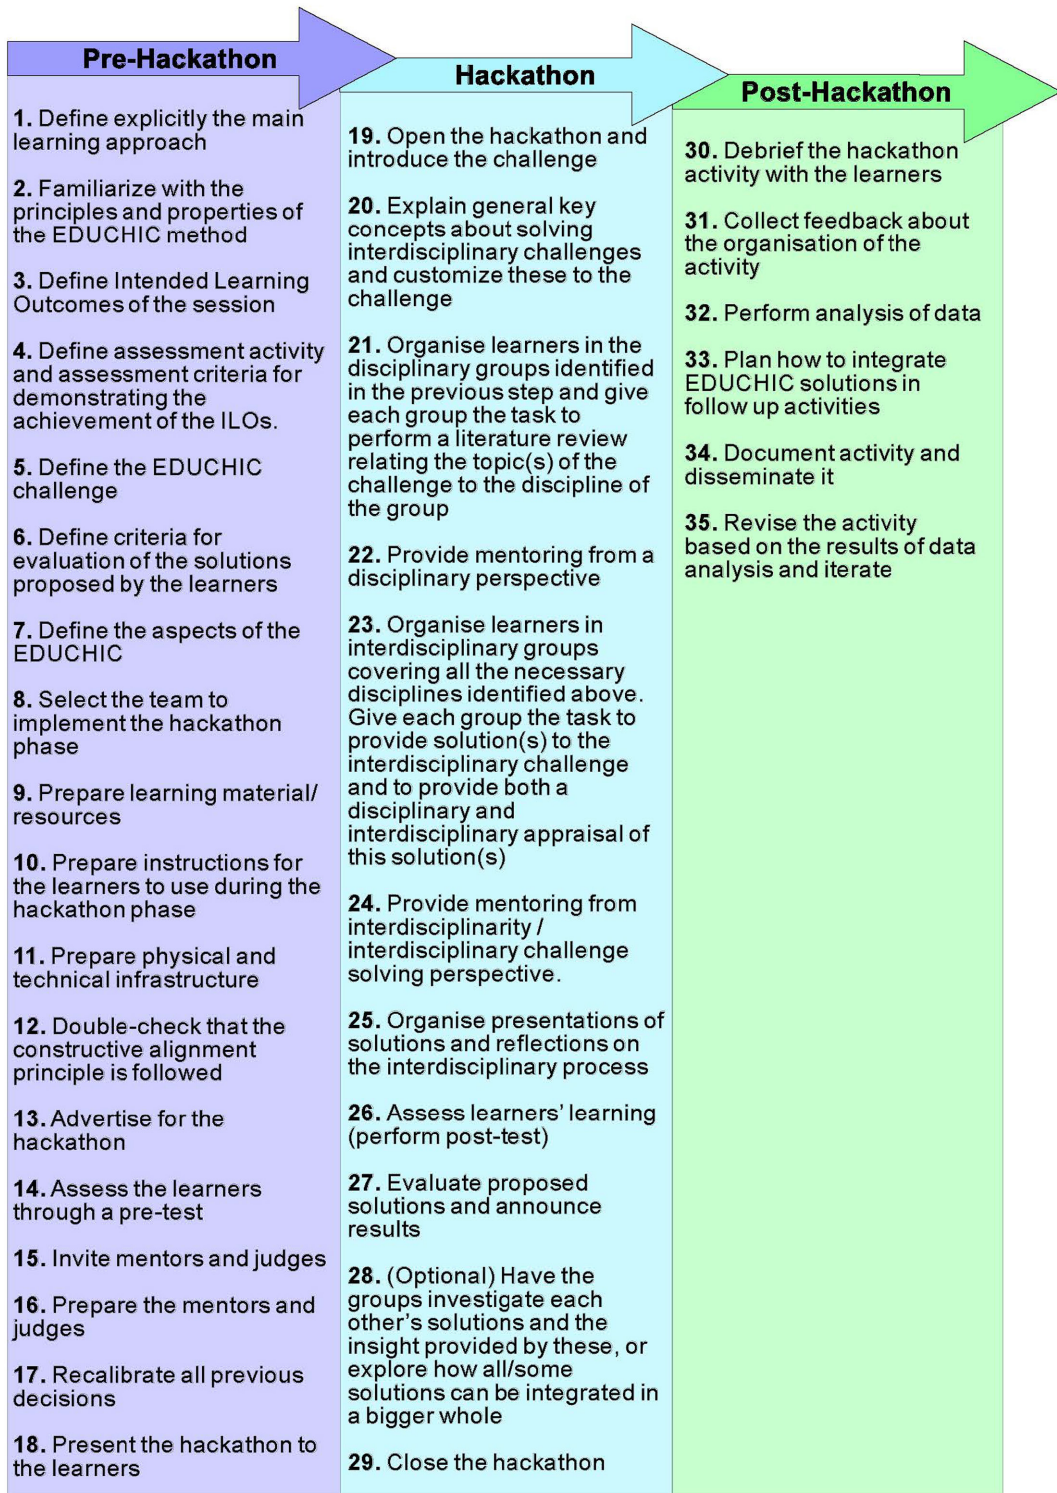 Pre-Hackathon
1. Define explicitly the main
learning approach
2. Familiarize with the
principles and properties of
the EDUCHIC method
3. Define Intended Learning
Outcomes of the session
4. Define assessment activity
and assessment criteria for
demonstrating the
achievement of the ILOs.
5. Define the EDUCHIC
challenge
6. Define criteria for
evaluation of the solutions
proposed by the learners
7. Define the aspects of the
EDUCHIC
8. Select the team to
implement the hackathon
phase
9. Prepare learning material/
resources
10. Prepare instructions for
the learners to use during the
hackathon phase
11. Prepare physical and
technical infrastructure
12. Double-check that the
constructive alignment
principle is followed
13. Advertise for the
hackathon
14. Assess the learners
through a pre-test
15. Invite mentors and judges
16. Prepare the mentors and
judges
17. Recalibrate all previous
decisions
18. Present the hackathon to
the learners
Hackathon
19. Open the hackathon and
introduce the challenge
20. Explain general key
concepts about solving
interdisciplinary challenges
and customize these to the
challenge
21. Organise learners in the
disciplinary groups identified
in the previous step and give
each group the task to
perform a literature review
relating the topic(s) of the
challenge to the discipline of
the group
22. Provide mentoring from a
disciplinary perspective
23. Organise learners in
interdisciplinary groups
covering all the necessary
disciplines identified above.
Give each group the task to
provide solution(s) to the
interdisciplinary challenge
and to provide both a
disciplinary and
interdisciplinary appraisal of
this solution(s)
24. Provide mentoring from
interdisciplinarity /
interdisciplinary challenge
solving perspective.
25. Organise presentations of
solutions and reflections on
the interdisciplinary process
26. Assess learners' learning
(perform post-test)
27. Evaluate proposed
solutions and announce
results
28. (Optional) Have the
groups investigate each
other's solutions and the
insight provided by these, or
explore how all/some
solutions can be integrated in
a bigger whole
29. Close the hackathon
Post-Hackathon
30. Debrief the hackathon
activity with the learners
31. Collect feedback about
the organisation of the
activity
32. Perform analysis of data
33. Plan how to integrate
EDUCHIC solutions in
follow up activities
34. Document activity and
disseminate it
35. Revise the activity
based on the results of data
analysis and iterate